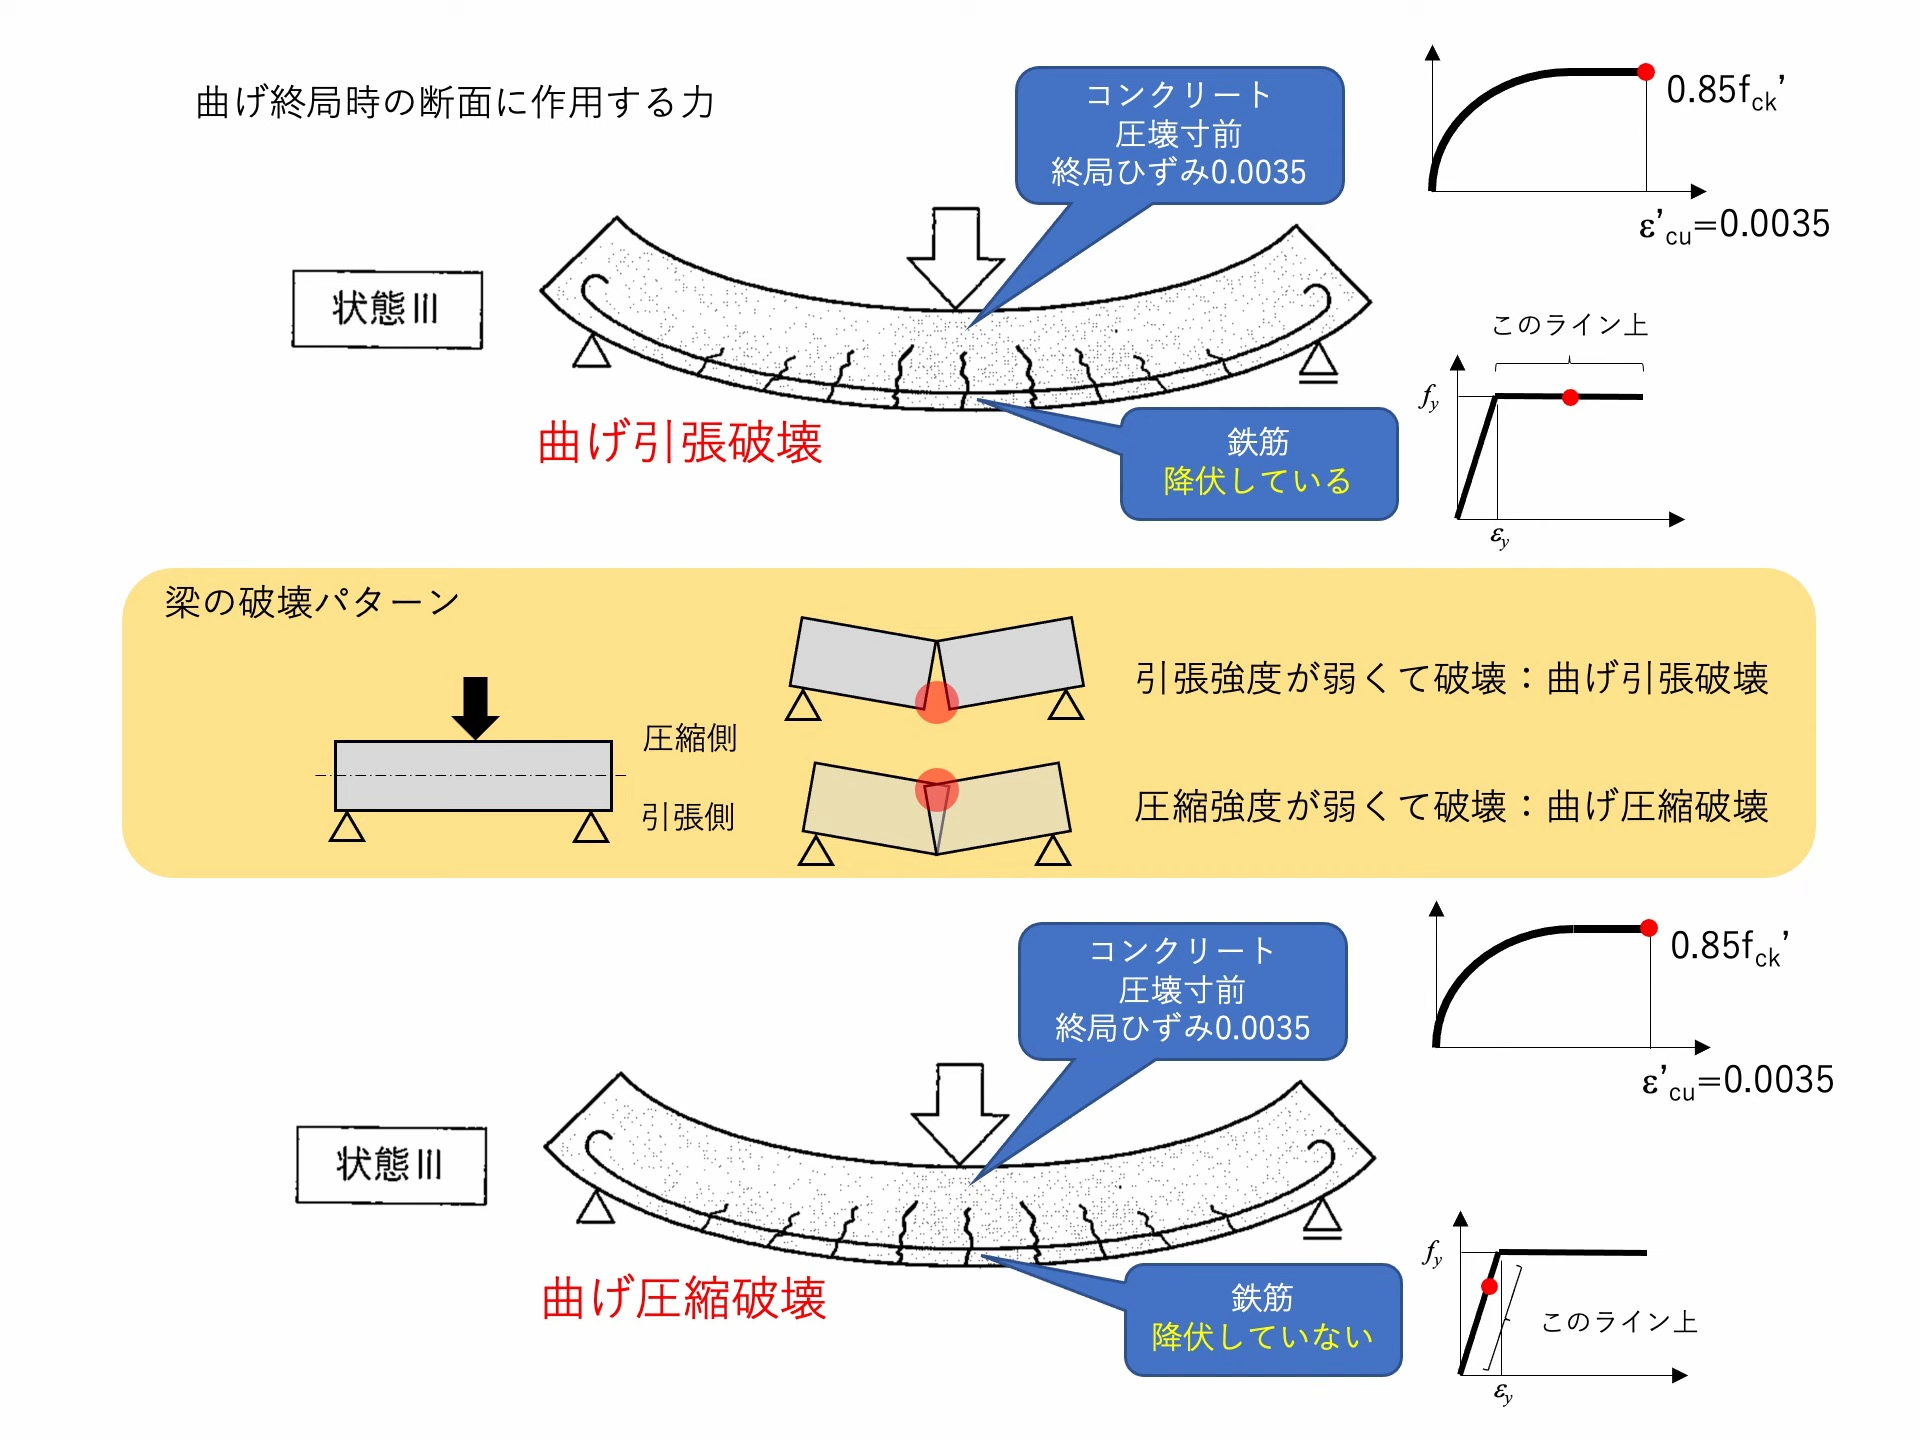 曲げ終局時の断面に作用する力
コンクリート
圧壊寸前
終局ひずみ0.0035
0.85fck’
ε’cu=0.0035
状態Ⅲ
このライン上
fy
εy
曲げ引張破壊
鉄筋
降伏している
梁の破壊パターン
圧縮側
引張側
引張強度が弱くて破壊：曲げ引張破壊
圧縮強度が弱くて破壊：曲げ圧縮破壊
コンクリート
圧壊寸前
終局ひずみ0.0035
0.85fck’
ε’cu=0.0035
状態Ⅲ
fy
このライン上
εy
曲げ圧縮破壊
鉄筋
降伏していない